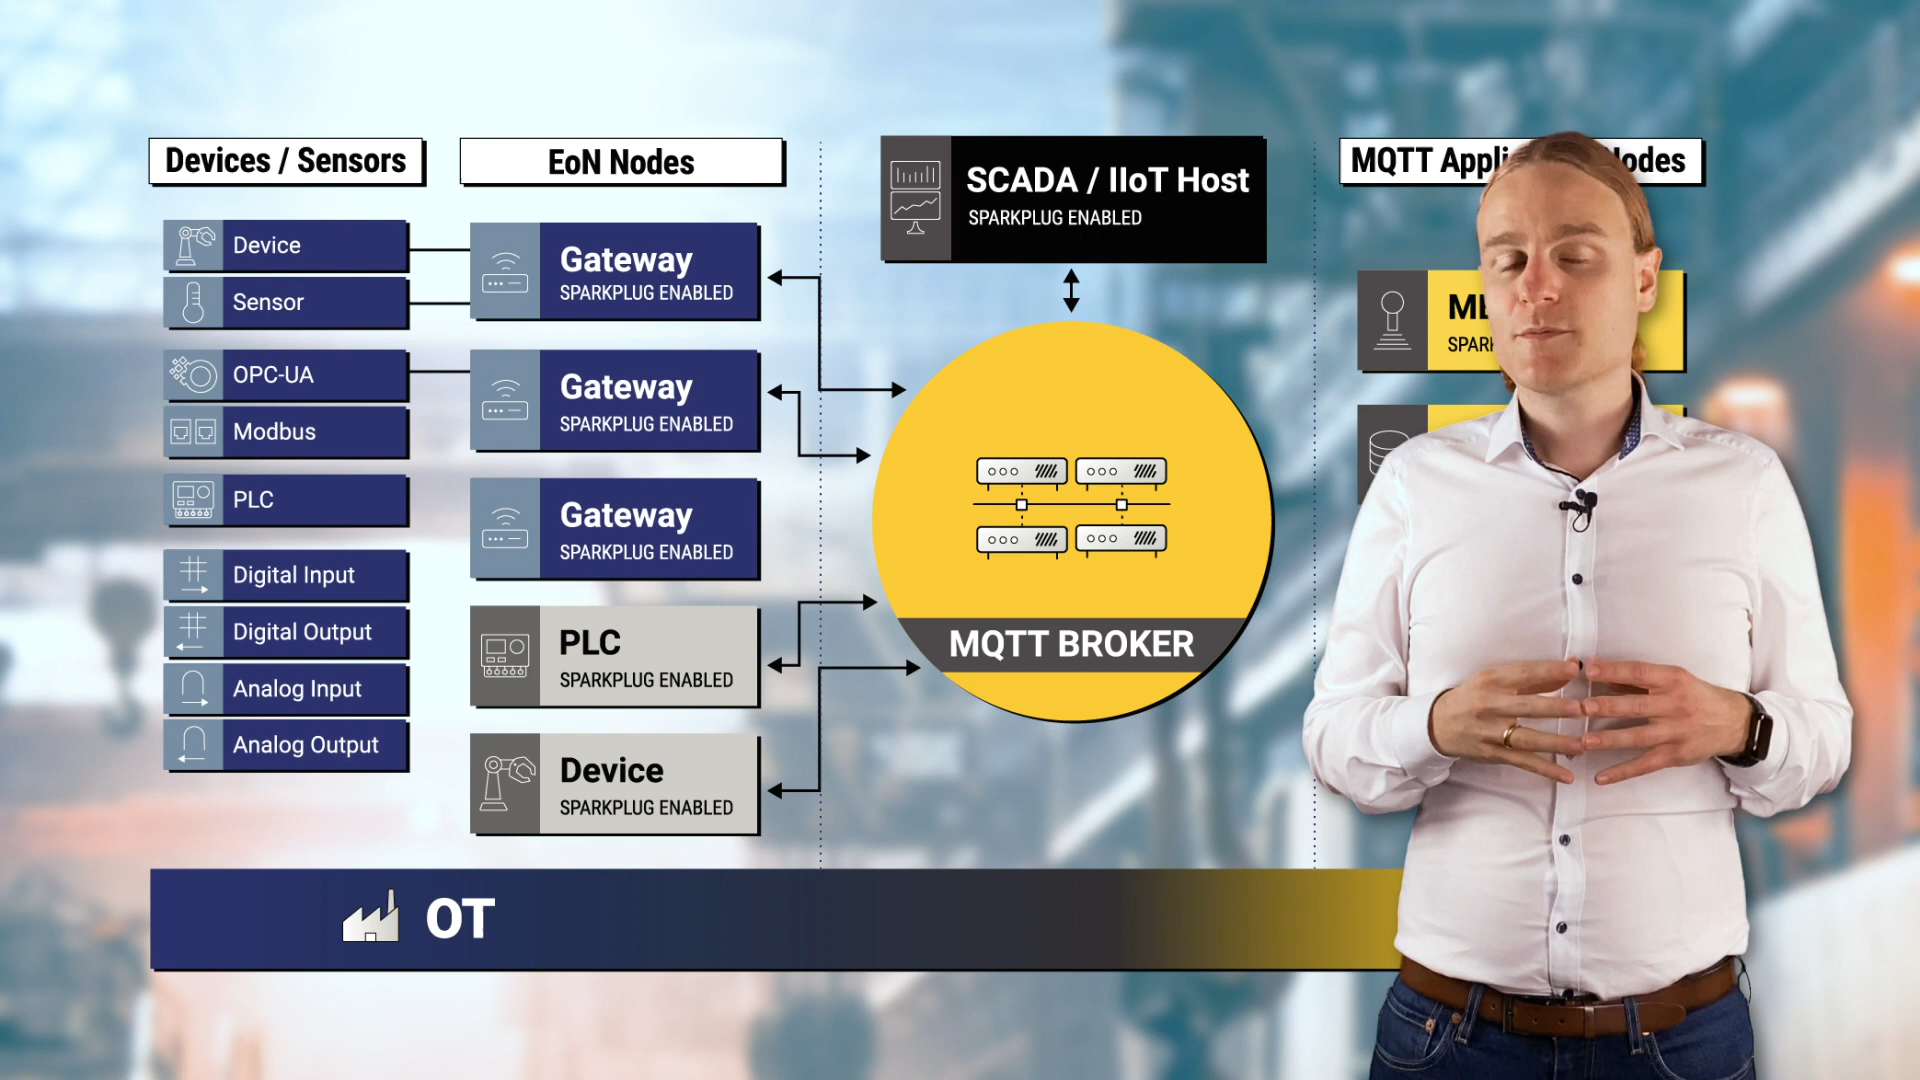 Devices / Sensors
Device
Sensor
OPC-UA
Modbus
PLC
Digital Input
Digital Output
Analog Input
Analog Output
EoN Nodes
Gateway
SPARKPLUG ENABLED
Gateway
SPARKPLUG ENABLED
Gateway
SPARKPLUG ENABLED
PLC
SPARKPLUG ENABLED
Device
SPARKPLUG ENABLED
SCADA / IIoT Host
SPARKPLUG ENABLED
MQTT BROKER
MQTT
OT